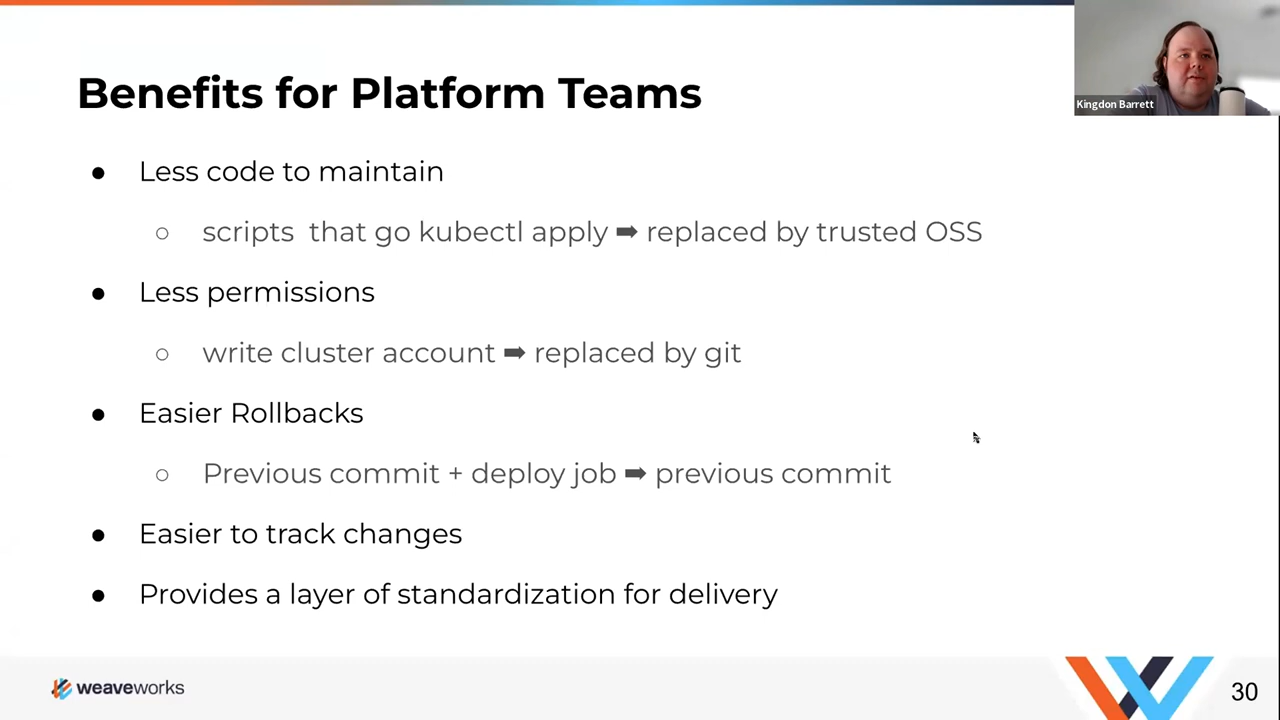 Benefits for Platform Teams
Kingdon Barrett
● Less code to maintain
○ scripts  that go kubectl apply ➡ replaced by trusted OSS
● Less permissions
○ write cluster account ➡ replaced by git
● Easier Rollbacks
○ Previous commit + deploy job ➡ previous commit
● Easier to track changes
● Provides a layer of standardization for delivery
weaveworks
30